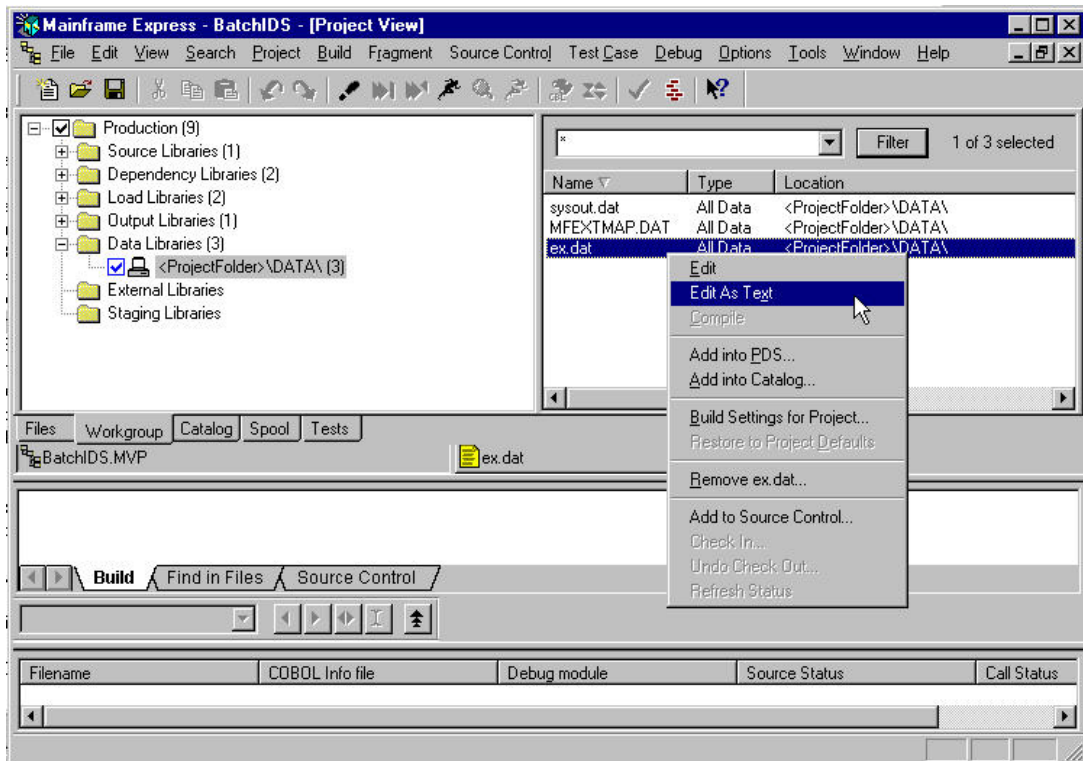 Mainframe Express - BatchIDS - [Project View]
File Edit View Search Project Build Fragment Source Control Test Case Debug Options Tools Window Help
Production (9)
Source Libraries (1)
Dependency Libraries (2)
Load Libraries (2)
Output Libraries (1)
Data Libraries (3)
<ProjectFolder>\DATA\ (3)
External Libraries
Staging Libraries
* Filter 1 of 3 selected
Name Type Location
sysout.dat All Data <ProjectFolder>\DATA\
MFEXTMAP.DAT All Data <ProjectFolder>\DATA\
ex.dat All Data <ProjectFolder>\DATA\
Edit
Edit As Text
Compile
Add into PDS...
Add into Catalog...
Build Settings for Project...
Restore to Project Defaults
Remove ex.dat...
Add to Source Control...
Check In...
Undo Check Out...
Refresh Status
Files Workgroup Catalog Spool Tests
BatchIDS.MVP ex.dat
Build Find in Files Source Control
Filename COBOL Info file Debug module Source Status Call Status